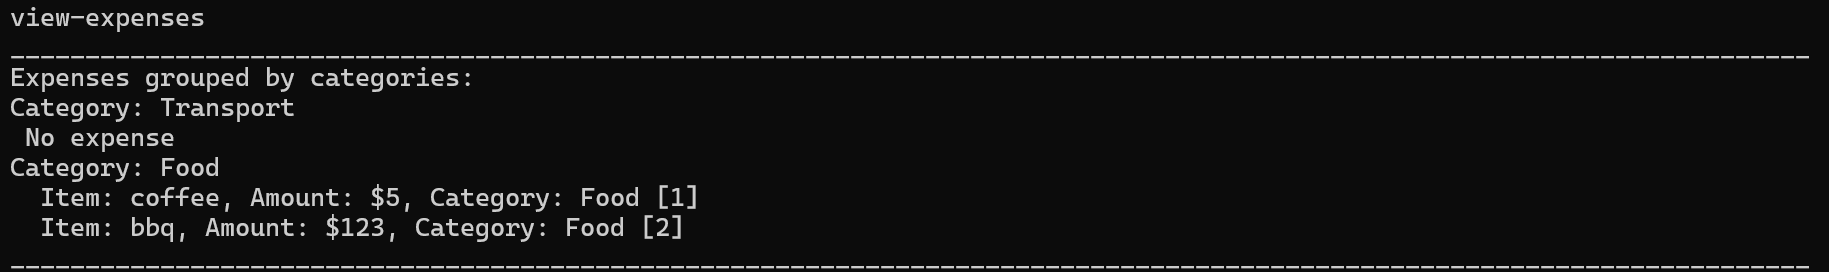 view-expenses
________________________________________________________________________________________________________________________
Expenses grouped by categories:
Category: Transport
 No expense
Category: Food
  Item: coffee, Amount: $5, Category: Food [1]
  Item: bbq, Amount: $123, Category: Food [2]
________________________________________________________________________________________________________________________